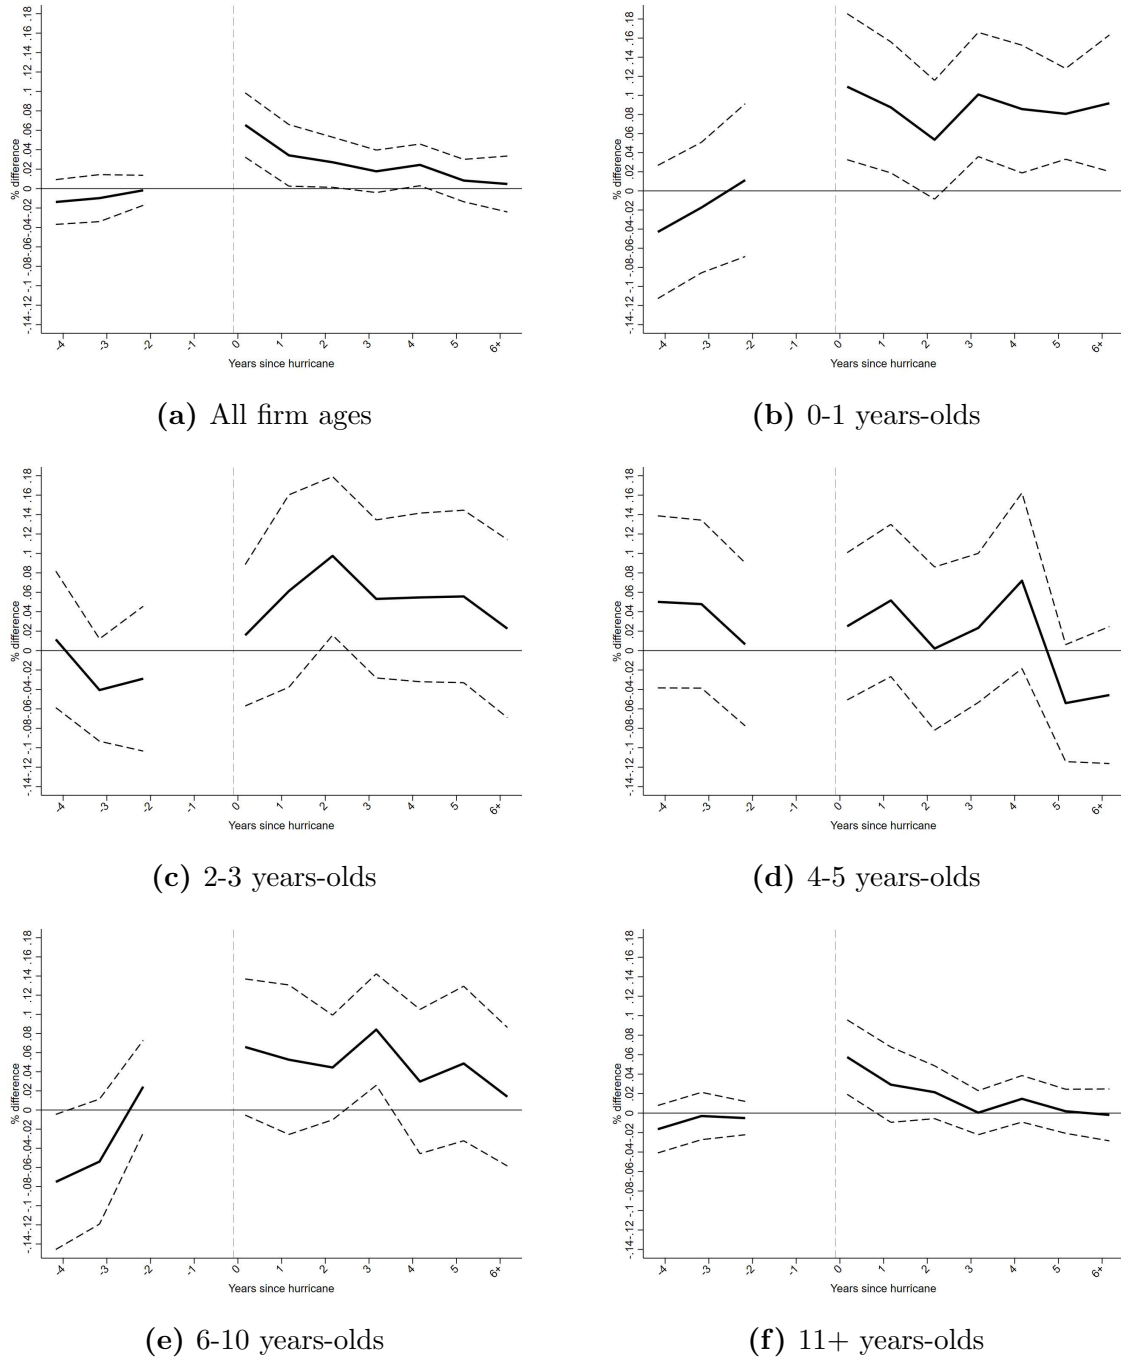 % difference
-.14-.12 -.1 -.08-.06-.04-.02 0 .02 .04 .06 .08 .1 .12 .14 .16 .18
-4 -3 -2 -1 0 1 2 3 4 5 6+
Years since hurricane
(a) All firm ages
% difference
-.14-.12 -.1 -.08-.06-.04-.02 0 .02 .04 .06 .08 .1 .12 .14 .16 .18
-4 -3 -2 -1 0 1 2 3 4 5 6+
Years since hurricane
(b) 0-1 years-olds
% difference
-.14-.12 -.1 -.08-.06-.04-.02 0 .02 .04 .06 .08 .1 .12 .14 .16 .18
-4 -3 -2 -1 0 1 2 3 4 5 6+
Years since hurricane
(c) 2-3 years-olds
% difference
-.14-.12 -.1 -.08-.06-.04-.02 0 .02 .04 .06 .08 .1 .12 .14 .16 .18
-4 -3 -2 -1 0 1 2 3 4 5 6+
Years since hurricane
(d) 4-5 years-olds
% difference
-.14-.12 -.1 -.08-.06-.04-.02 0 .02 .04 .06 .08 .1 .12 .14 .16 .18
-4 -3 -2 -1 0 1 2 3 4 5 6+
Years since hurricane
(e) 6-10 years-olds
% difference
-.14-.12 -.1 -.08-.06-.04-.02 0 .02 .04 .06 .08 .1 .12 .14 .16 .18
-4 -3 -2 -1 0 1 2 3 4 5 6+
Years since hurricane
(f) 11+ years-olds